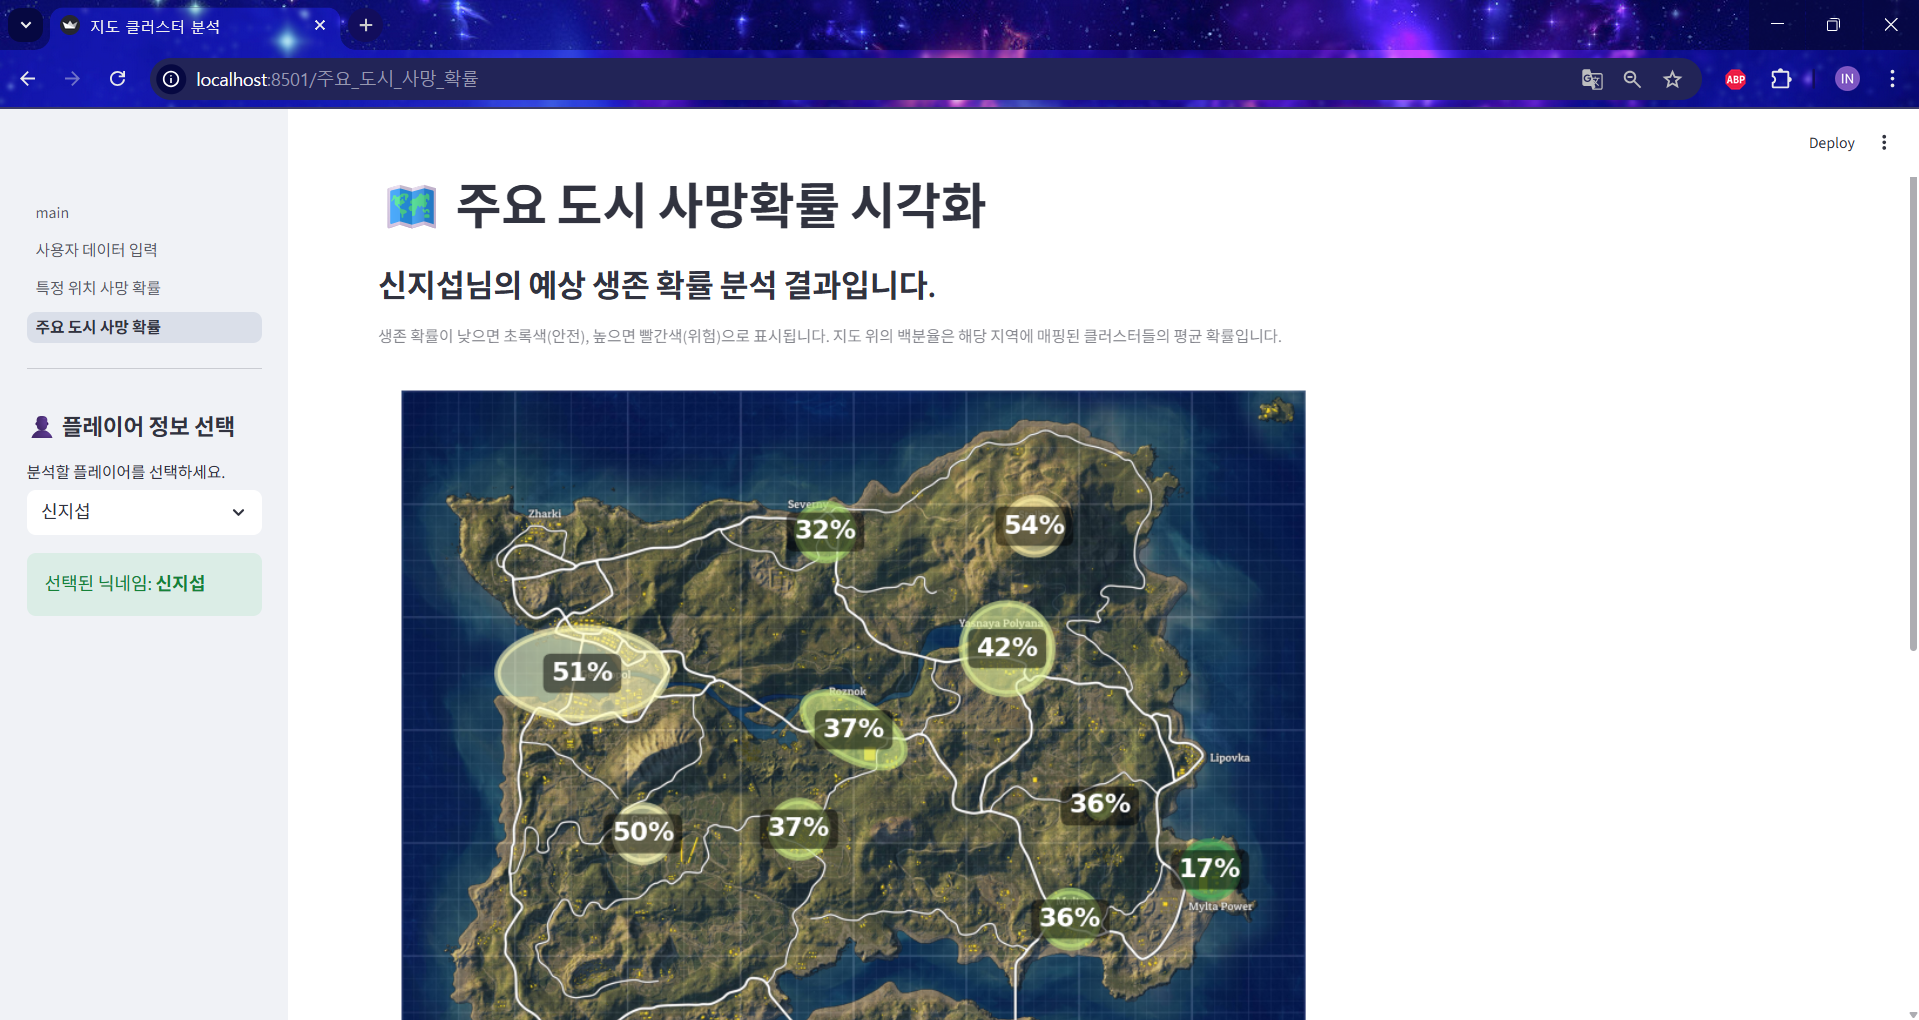 지도 클러스터 분석
localhost:8501/주요_도시_사망_확률
ABP
IN
Deploy
main
사용자 데이터 입력
특정 위치 사망 확률
주요 도시 사망 확률
플레이어 정보 선택
분석할 플레이어를 선택하세요.
신지섭
선택된 닉네임: 신지섭
주요 도시 사망확률 시각화
신지섭님의 예상 생존 확률 분석 결과입니다.
생존 확률이 낮으면 초록색(안전), 높으면 빨간색(위험)으로 표시됩니다. 지도 위의 백분율은 해당 지역에 매핑된 클러스터들의 평균 확률입니다.
Zharki
Severny
32%
54%
Yasnaya Polyana
42%
51%
Rozhok
37%
Lipovka
36%
50%
37%
17%
Mylta Power
36%